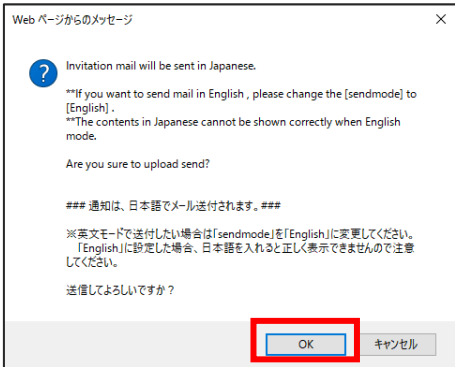 Web ページからのメッセージ
Invitation mail will be sent in Japanese.
**If you want to send mail in English , please change the [sendmode] to
[English] .
**The contents in Japanese cannot be shown correctly when English
mode.
Are you sure to upload send?
### 通知は、日本語でメール送付されます。###
※英文モードで送付したい場合は「sendmode」を「English」に変更してください。
「English」に設定した場合、日本語を入れると正しく表示できませんので注意
してください。
送信してよろしいですか？
OK
キャンセル